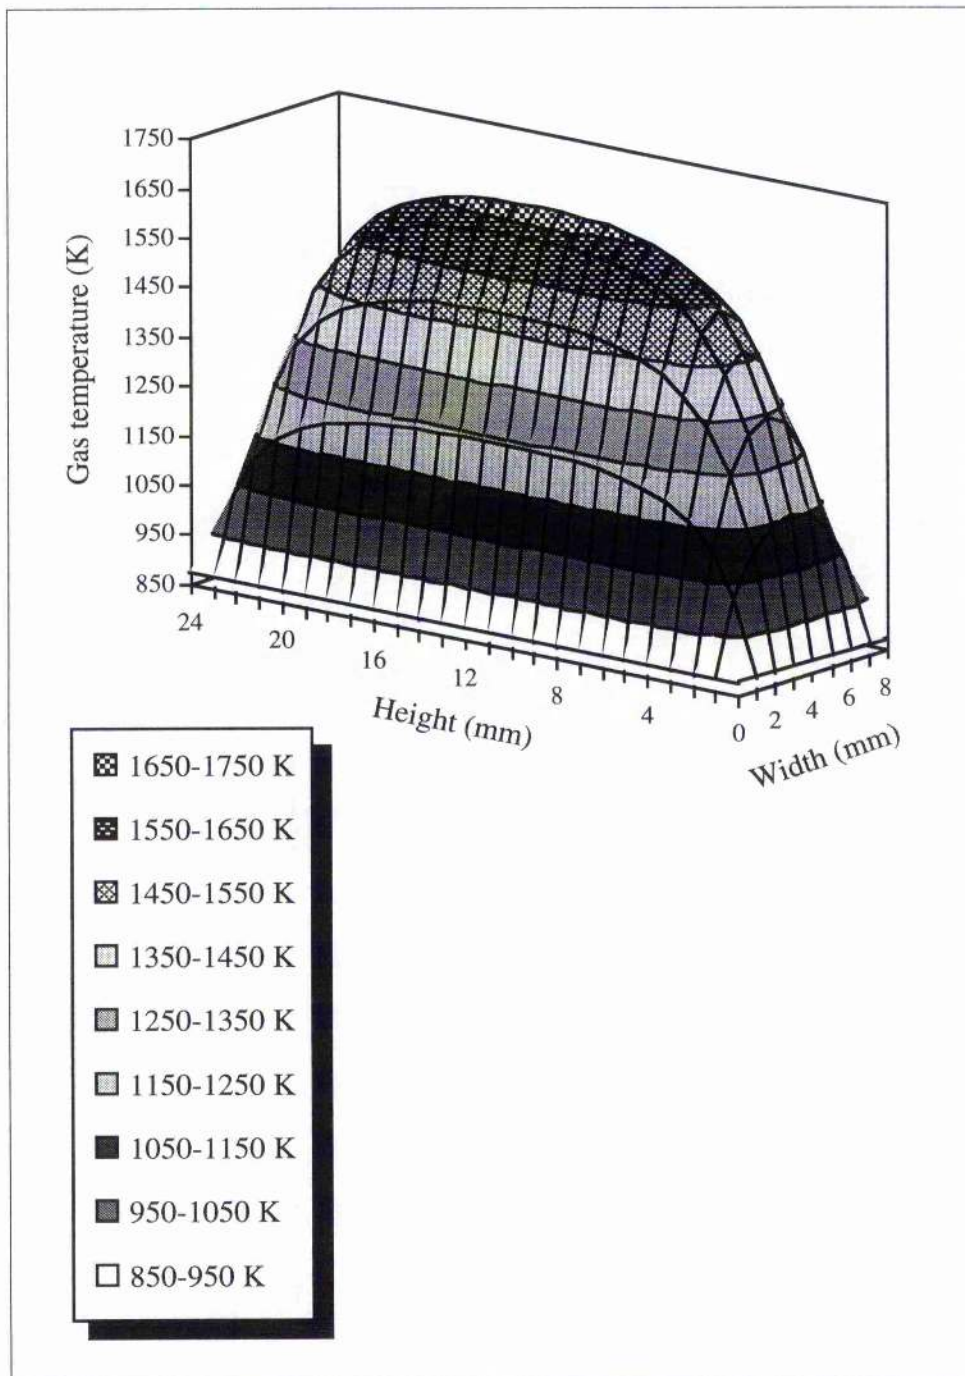 1750
1650
1550
1450
1350
1250
1150
1050
950
850
Gas temperature (K)
24
20
16
12
8
4
0
Height (mm)
2
4
6
8
Width (mm)
1650-1750 K
1550-1650 K
1450-1550 K
1350-1450 K
1250-1350 K
1150-1250 K
1050-1150 K
950-1050 K
850-950 K